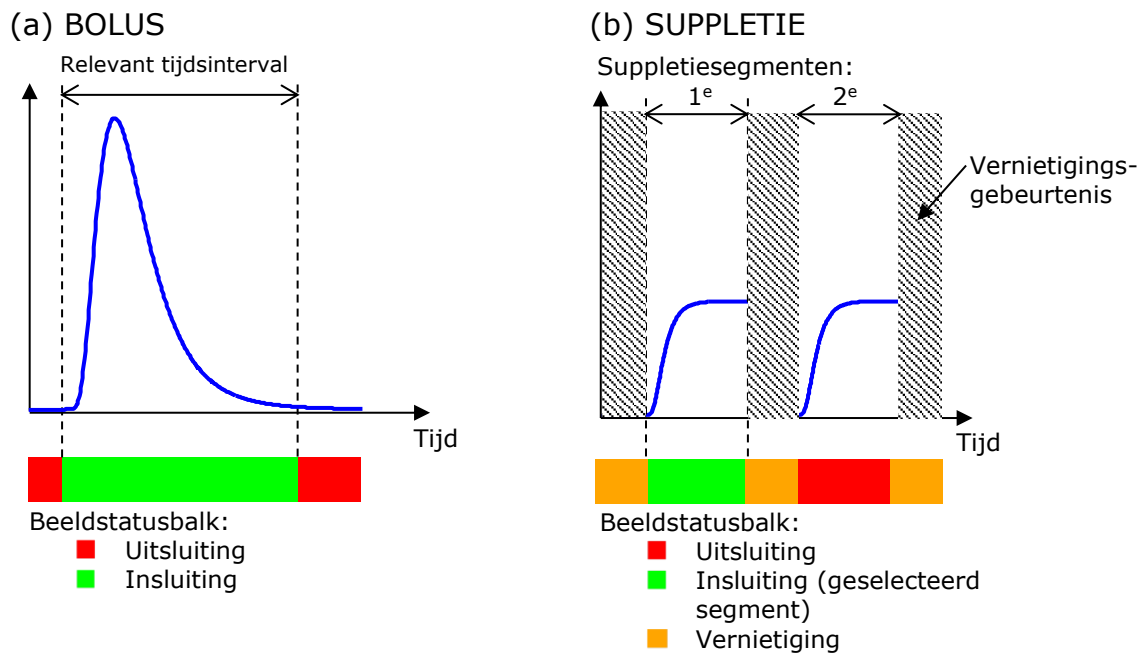 (a) BOLUS
Relevant tijdsinterval
Tijd
Beeldstatusbalk:
Uitsluiting
Insluiting
(b) SUPPLETIE
Suppletiesegmenten:
1e 2e
Vernietigings-
gebeurtenis
Tijd
Beeldstatusbalk:
Uitsluiting
Insluiting (geselecteerd
segment)
Vernietiging